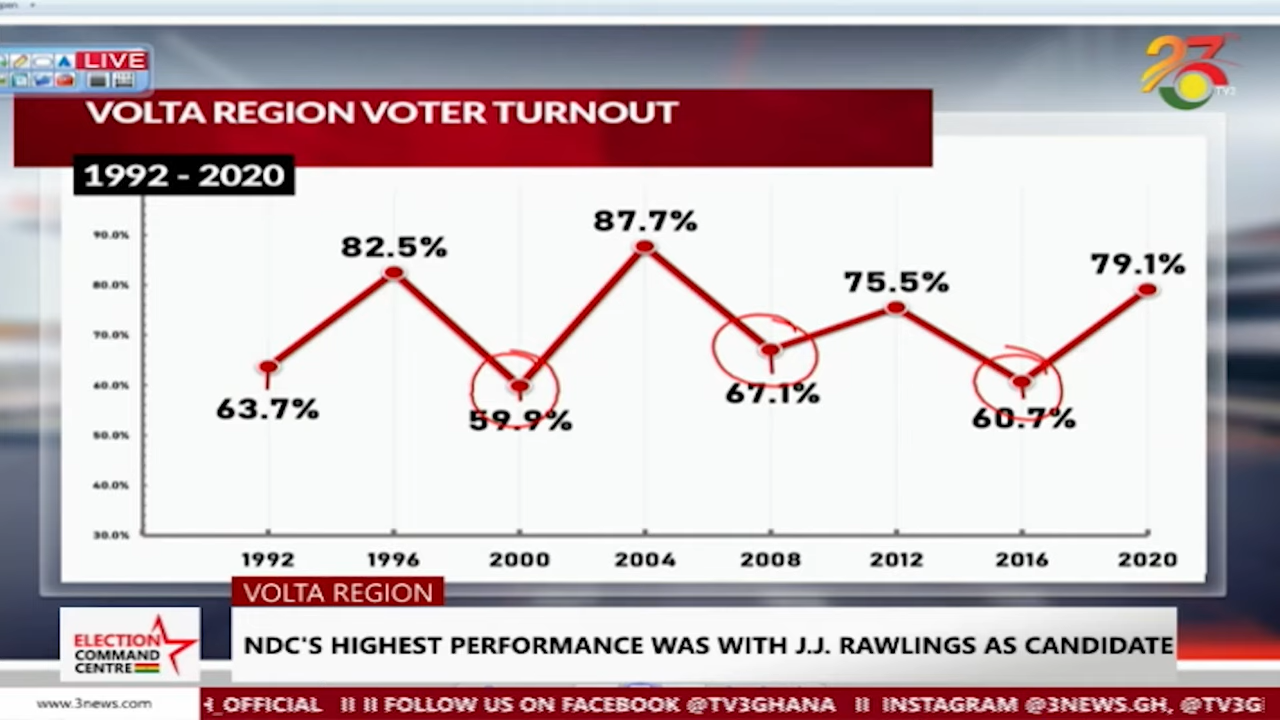 LIVE
23
TV3
VOLTA REGION VOTER TURNOUT
1992 - 2020
90.0%
80.0%
70.0%
60.0%
50.0%
40.0%
30.0%
63.7%
82.5%
59.9%
87.7%
67.1%
75.5%
60.7%
79.1%
1992 1996 2000 2004 2008 2012 2016 2020
VOLTA REGION
ELECTION
COMMAND
CENTRE
NDC'S HIGHEST PERFORMANCE WAS WITH J.J. RAWLINGS AS CANDIDATE
www.3news.com
_OFFICIAL II II FOLLOW US ON FACEBOOK @TV3GHANA II INSTAGRAM @3NEWS.GH, @TV3G